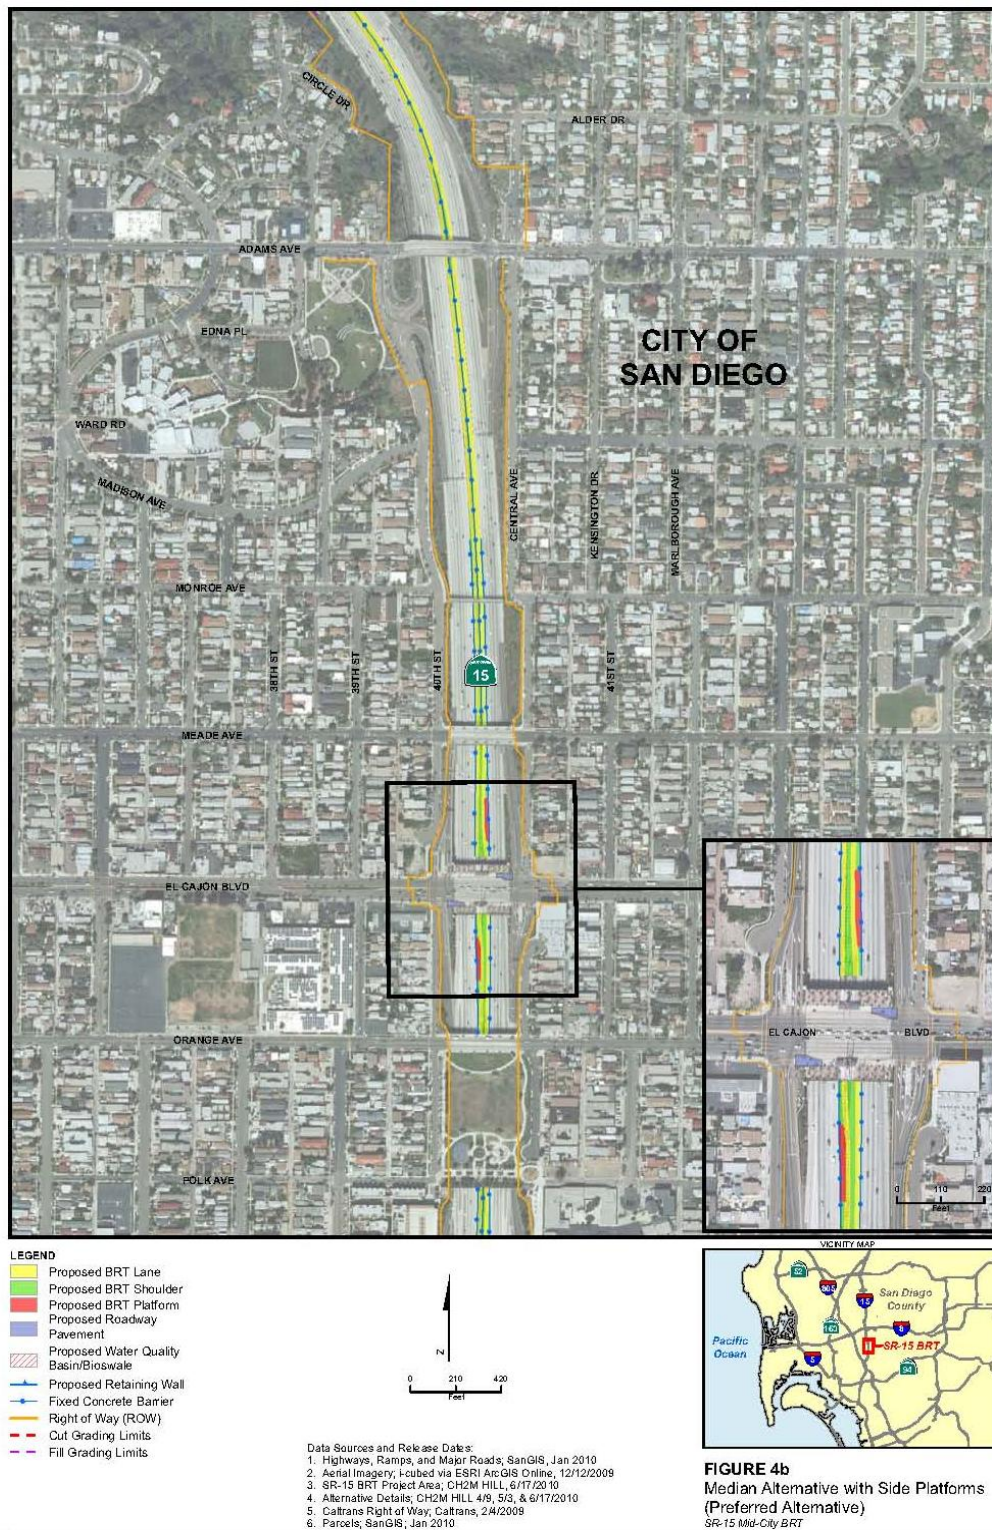 CIRCLE DR
ALDER DR
ADAMS AVE
EDNA PL
CITY OF
SAN DIEGO
WARD RD
MADISON AVE
CENTRAL AVE
KENSINGTON DR
MARLBOROUGH AVE
MONROE AVE
38TH ST
39TH ST
40TH ST
15
41ST ST
MEADE AVE
EL CAJON BLVD
ORANGE AVE
POLK AVE
EL CAJON
BLVD
0 110 220
Feet
LEGEND
Proposed BRT Lane
Proposed BRT Shoulder
Proposed BRT Platform
Proposed Roadway
Pavement
Proposed Water Quality
Basin/Bioswale
Proposed Retaining Wall
Fixed Concrete Barrier
Right of Way (ROW)
Cut Grading Limits
Fill Grading Limits
N
0 210 420
Feet
Data Sources and Release Dates:
1. Highways, Ramps, and Major Roads; SanGIS, Jan 2010
2. Aerial Imagery; i-cubed via ESRI ArcGIS Online, 12/12/2009
3. SR-15 BRT Project Area; CH2M HILL, 6/17/2010
4. Alternative Details; CH2M HILL 4/9, 5/3, & 6/17/2010
5. Caltrans Right of Way; Caltrans, 2/4/2009
6. Parcels; SanGIS; Jan 2010
VICINITY MAP
52
805
15
San Diego
County
163
8
Pacific
Ocean
SR-15 BRT
5
94
FIGURE 4b
Median Alternative with Side Platforms
(Preferred Alternative)
SR-15 Mid-City BRT